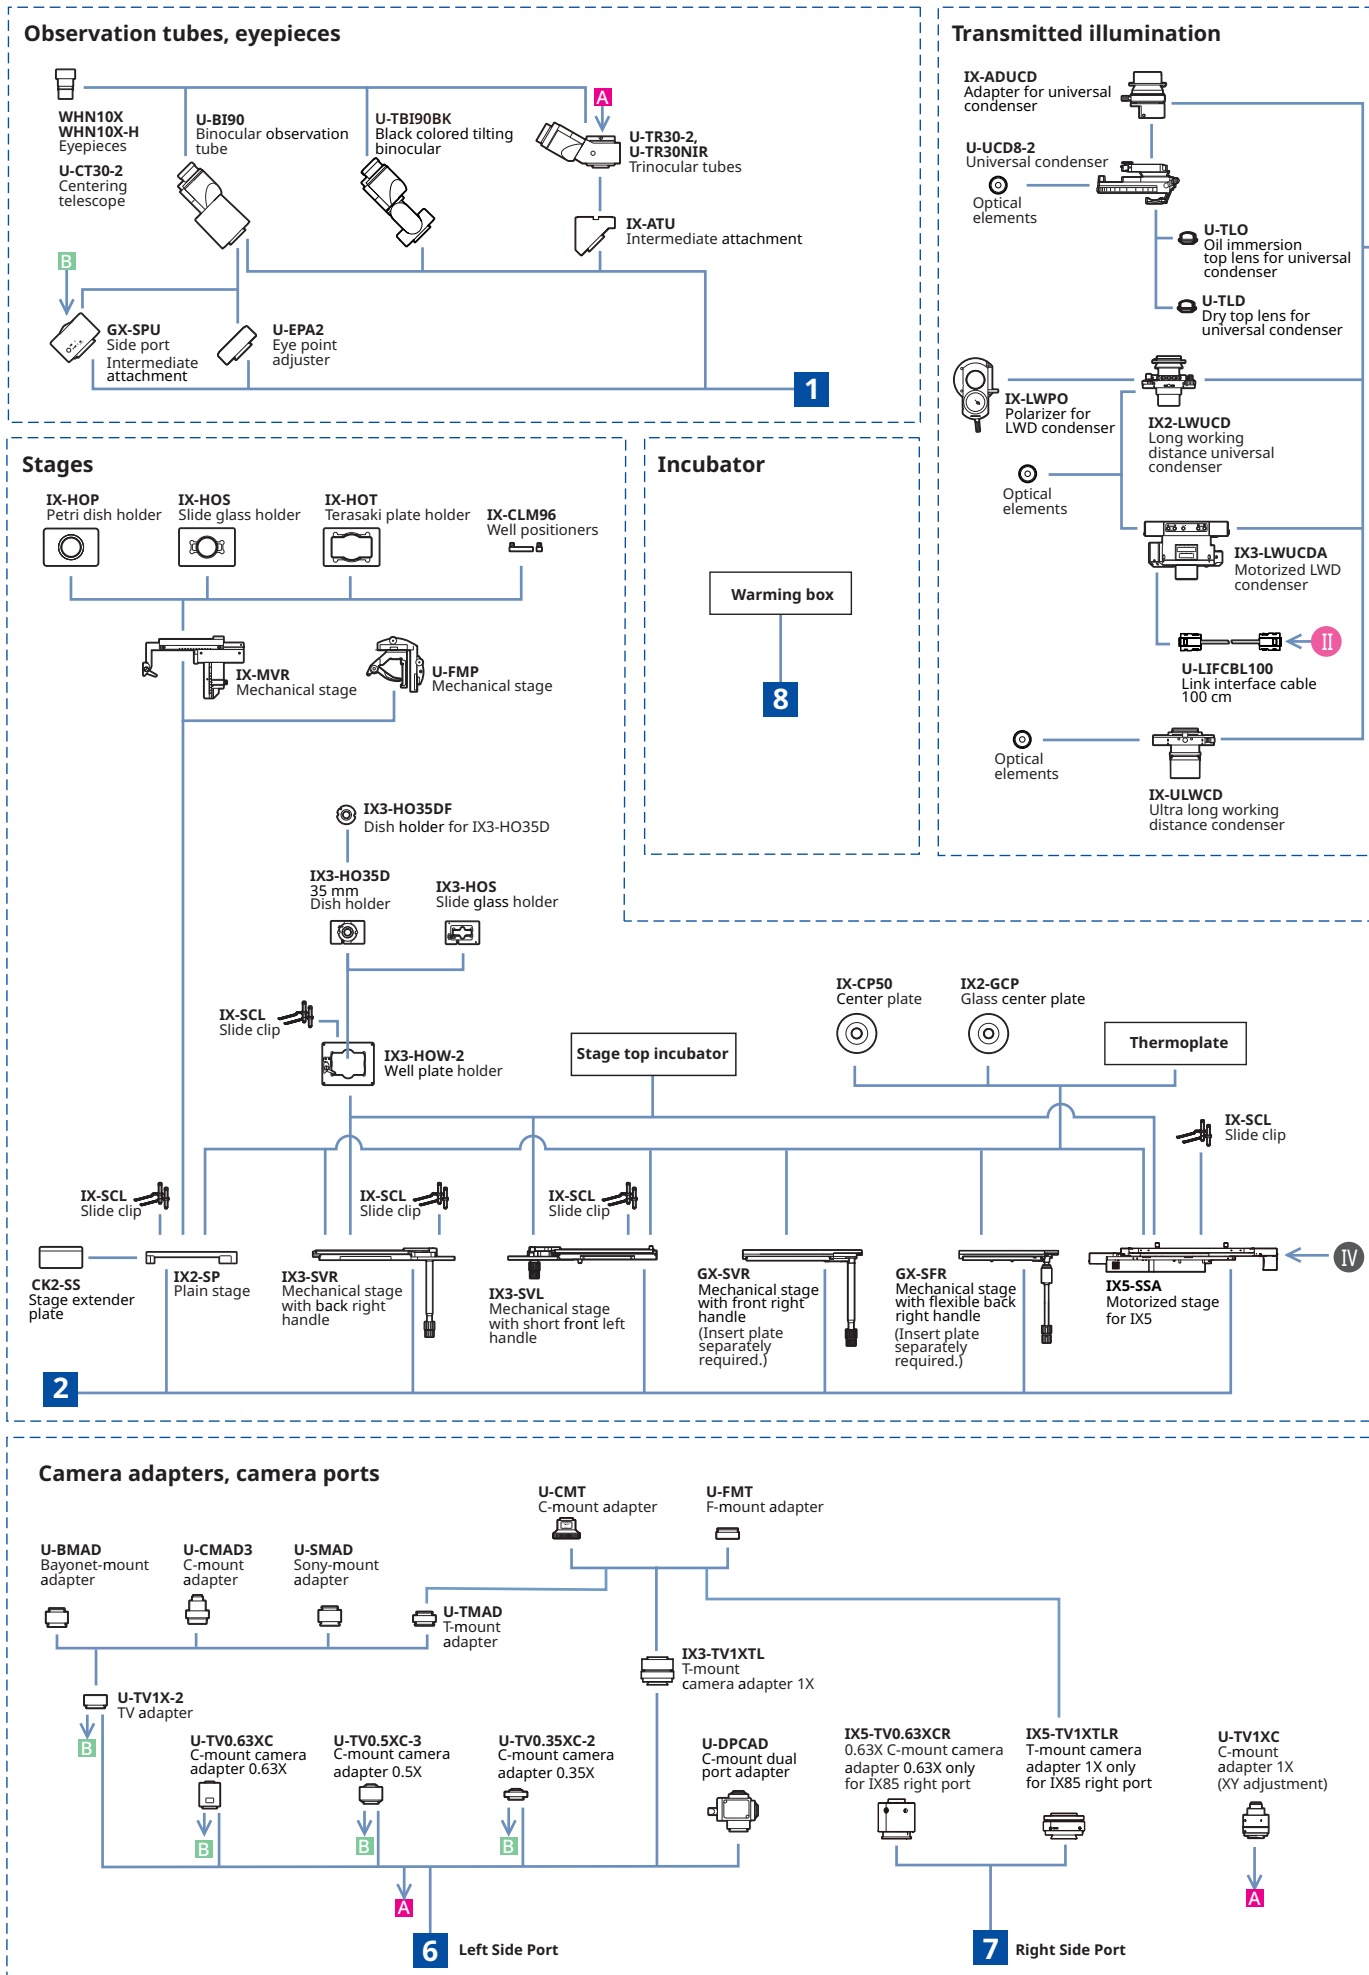 Observation tubes, eyepieces
WHN10X
WHN10X-H
Eyepieces
U-CT30-2
Centering
telescope
U-BI90
Binocular observation
tube
U-TBI90BK
Black colored tilting
binocular
A
U-TR30-2,
U-TR30NIR
Trinocular tubes
IX-ATU
Intermediate attachment
B
GX-SPU
Side port
Intermediate
attachment
U-EPA2
Eye point
adjuster
1
Transmitted illumination
IX-ADUCD
Adapter for universal
condenser
U-UCD8-2
Universal condenser
Optical
elements
U-TLO
Oil immersion
top lens for universal
condenser
U-TLD
Dry top lens for
universal condenser
IX-LWPO
Polarizer for
LWD condenser
IX2-LWUCD
Long working
distance universal
condenser
Optical
elements
IX3-LWUCDA
Motorized LWD
condenser
II
U-LIFCBL100
Link interface cable
100 cm
Optical
elements
IX-ULWCD
Ultra long working
distance condenser
Stages
IX-HOP
Petri dish holder
IX-HOS
Slide glass holder
IX-HOT
Terasaki plate holder
IX-CLM96
Well positioners
IX-MVR
Mechanical stage
U-FMP
Mechanical stage
IX3-HO35DF
Dish holder for IX3-HO35D
IX3-HO35D
35 mm
Dish holder
IX3-HOS
Slide glass holder
IX-SCL
Slide clip
IX3-HOW-2
Well plate holder
Stage top incubator
IX-CP50
Center plate
IX2-GCP
Glass center plate
Thermoplate
IX-SCL
Slide clip
IX-SCL
Slide clip
IX-SCL
Slide clip
IX-SCL
Slide clip
CK2-SS
Stage extender
plate
IX2-SP
Plain stage
IX3-SVR
Mechanical stage
with back right
handle
IX3-SVL
Mechanical stage
with short front left
handle
GX-SVR
Mechanical stage
with front right
handle
(Insert plate
separately
required.)
GX-SFR
Mechanical stage
with flexible back
right handle
(Insert plate
separately
required.)
IX5-SSA
Motorized stage
for IX5
IV
2
Incubator
Warming box
8
Camera adapters, camera ports
U-CMT
C-mount adapter
U-FMT
F-mount adapter
U-BMAD
Bayonet-mount
adapter
U-CMAD3
C-mount
adapter
U-SMAD
Sony-mount
adapter
U-TMAD
T-mount
adapter
IX3-TV1XTL
T-mount
camera adapter 1X
U-TV1X-2
TV adapter
B
U-TV0.63XC
C-mount camera
adapter 0.63X
B
U-TV0.5XC-3
C-mount camera
adapter 0.5X
B
U-TV0.35XC-2
C-mount camera
adapter 0.35X
B
U-DPCAD
C-mount dual
port adapter
IX5-TV0.63XCR
0.63X C-mount camera
adapter 0.63X only
for IX85 right port
IX5-TV1XTLR
T-mount camera
adapter 1X only
for IX85 right port
U-TV1XC
C-mount
adapter 1X
(XY adjustment)
A
A
6
Left Side Port
7
Right Side Port